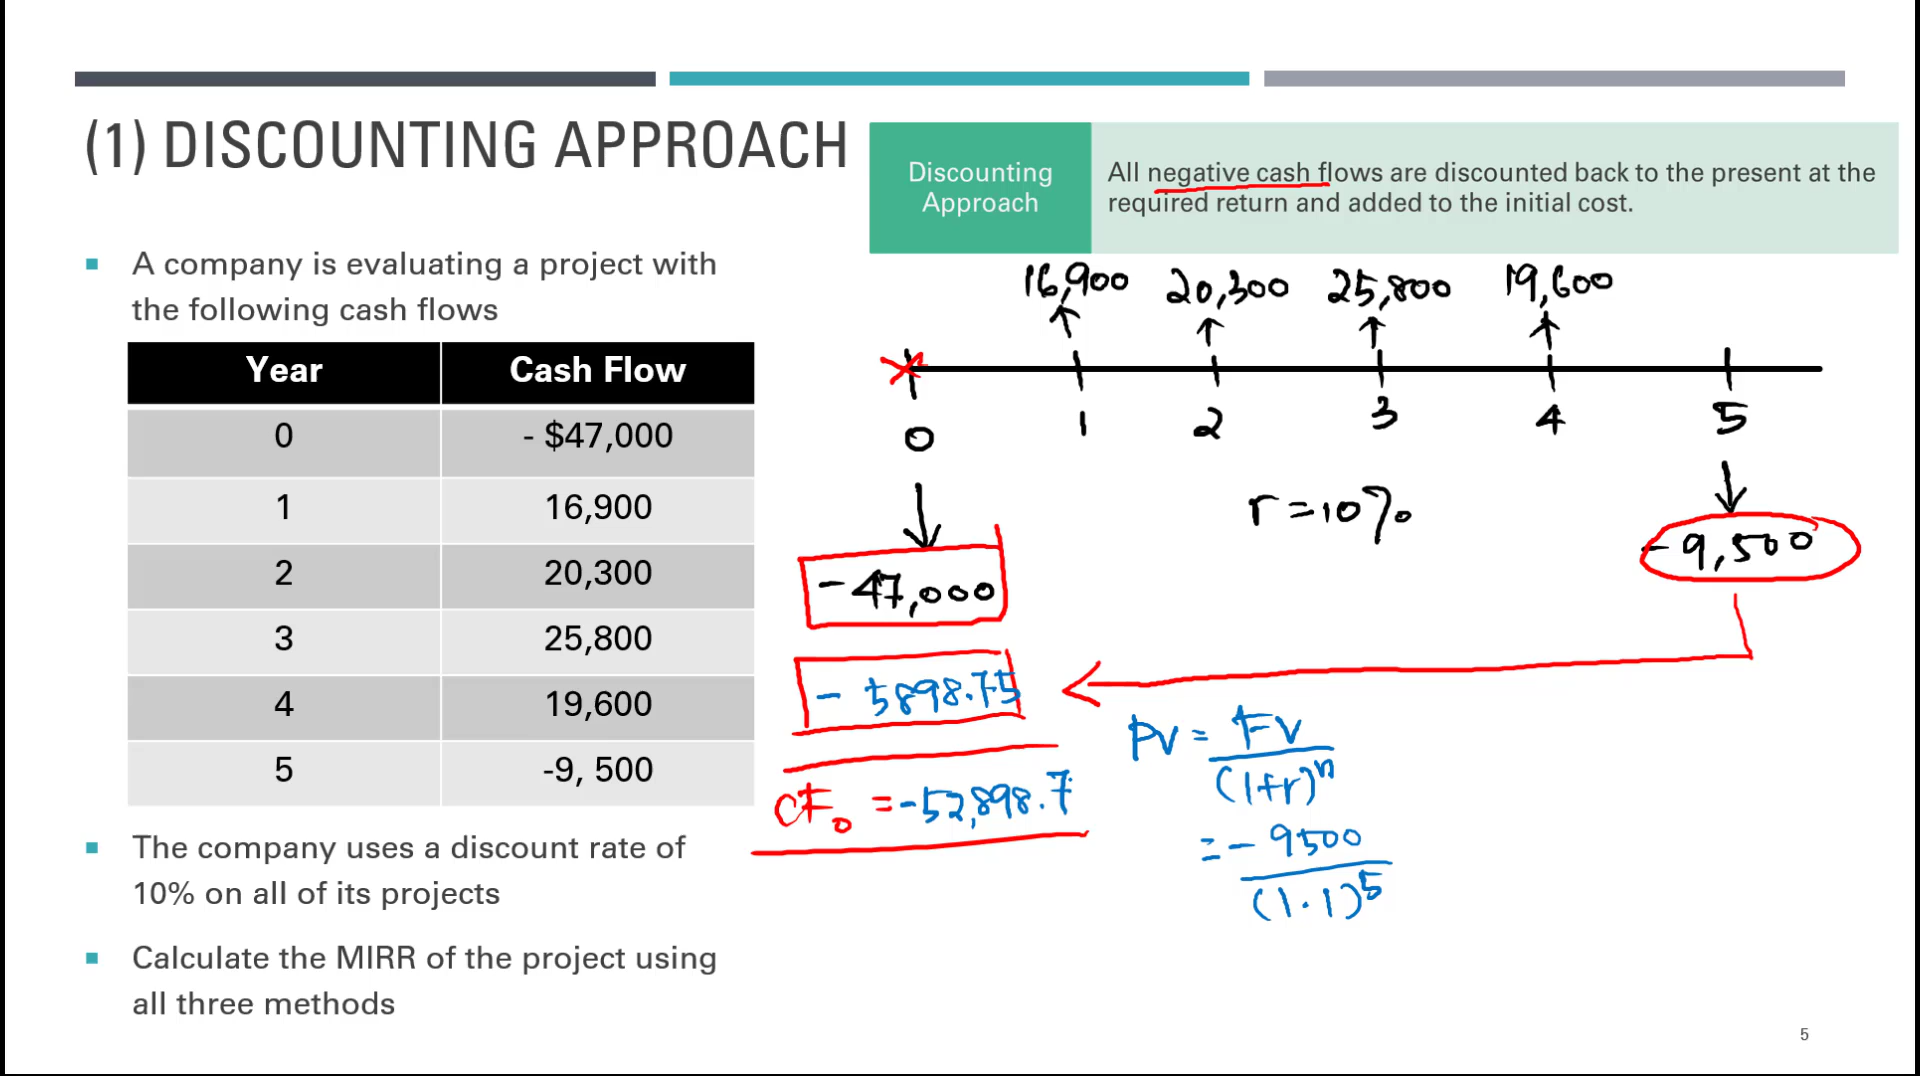 (1) DISCOUNTING APPROACH
Discounting
Approach
All negative cash flows are discounted back to the present at the
required return and added to the initial cost.
A company is evaluating a project with
the following cash flows
Year Cash Flow
0 - $47,000
1 16,900
2 20,300
3 25,800
4 19,600
5 -9, 500
The company uses a discount rate of
10% on all of its projects
Calculate the MIRR of the project using
all three methods
16,900 20,300 25,800 19,600
0 1 2 3 4 5
r = 10%
- 47,000
- 9,500
- 5898.75
CF0 = -52,898.7
PV = FV
(1+r)^n
= - 9500
(1.1)^5
5